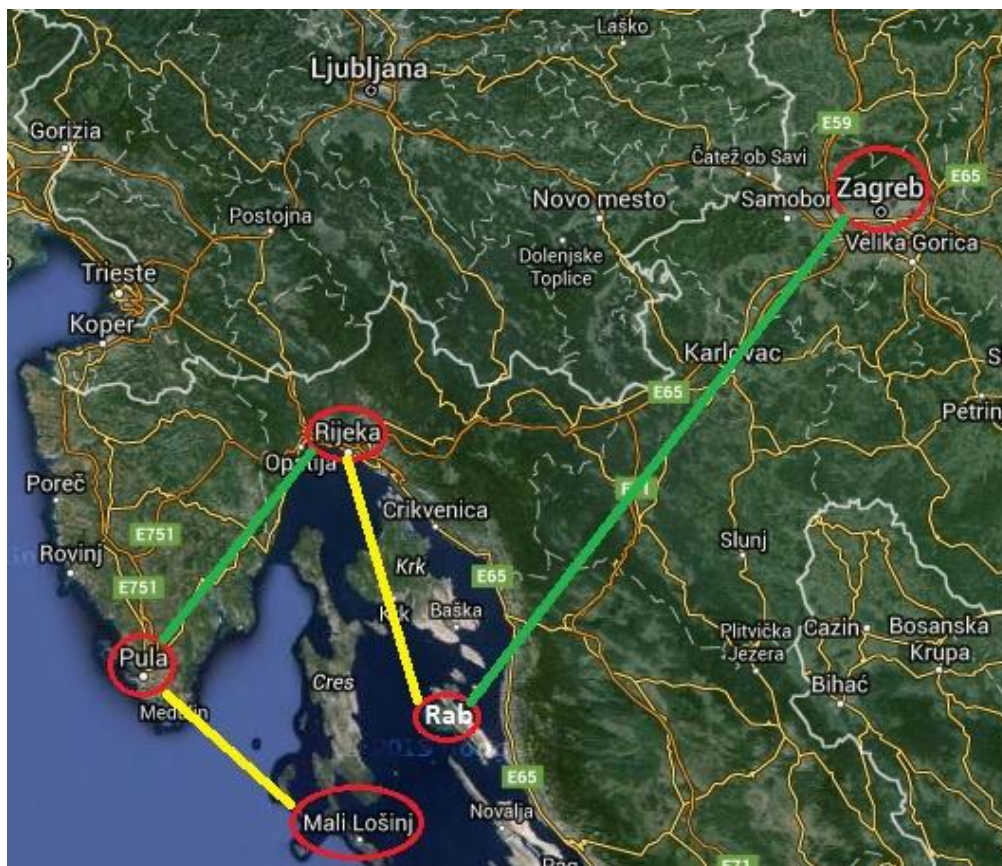 Laško
Ljubljana
E59
Gorizia
Čatež ob Savi
E65
Zagreb
Novo mesto
Postojna
Dolenjske
Toplice
Velika Gorica
Trieste
Koper
Karlovac
E65
Rijeka
Opatija
Poreč
Crikvenica
E751
Rovinj
Slunj
Krk
E751
E65
Baška
Krk
Plitvička
Jezera
Cazin
Bosanska
Krupa
Pula
Cres
Bihać
Medulin
Rab
E65
Novalja
Mali Lošinj
E71